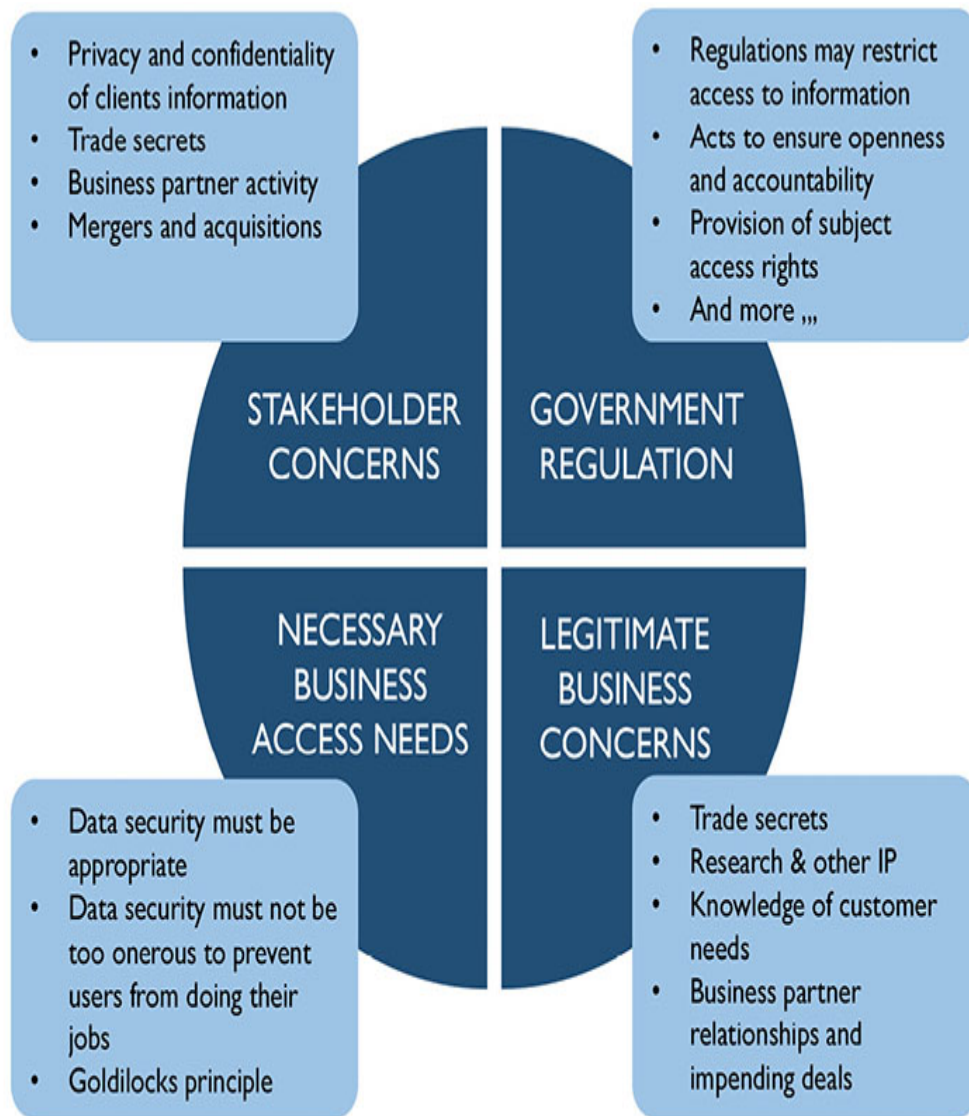 • Privacy and confidentiality
of clients information
• Trade secrets
• Business partner activity
• Mergers and acquisitions
• Regulations may restrict
access to information
• Acts to ensure openness
and accountability
• Provision of subject
access rights
• And more ,,,
STAKEHOLDER
CONCERNS
GOVERNMENT
REGULATION
NECESSARY
BUSINESS
ACCESS NEEDS
LEGITIMATE
BUSINESS
CONCERNS
• Data security must be
appropriate
• Data security must not be
too onerous to prevent
users from doing their
jobs
• Goldilocks principle
• Trade secrets
• Research & other IP
• Knowledge of customer
needs
• Business partner
relationships and
impending deals